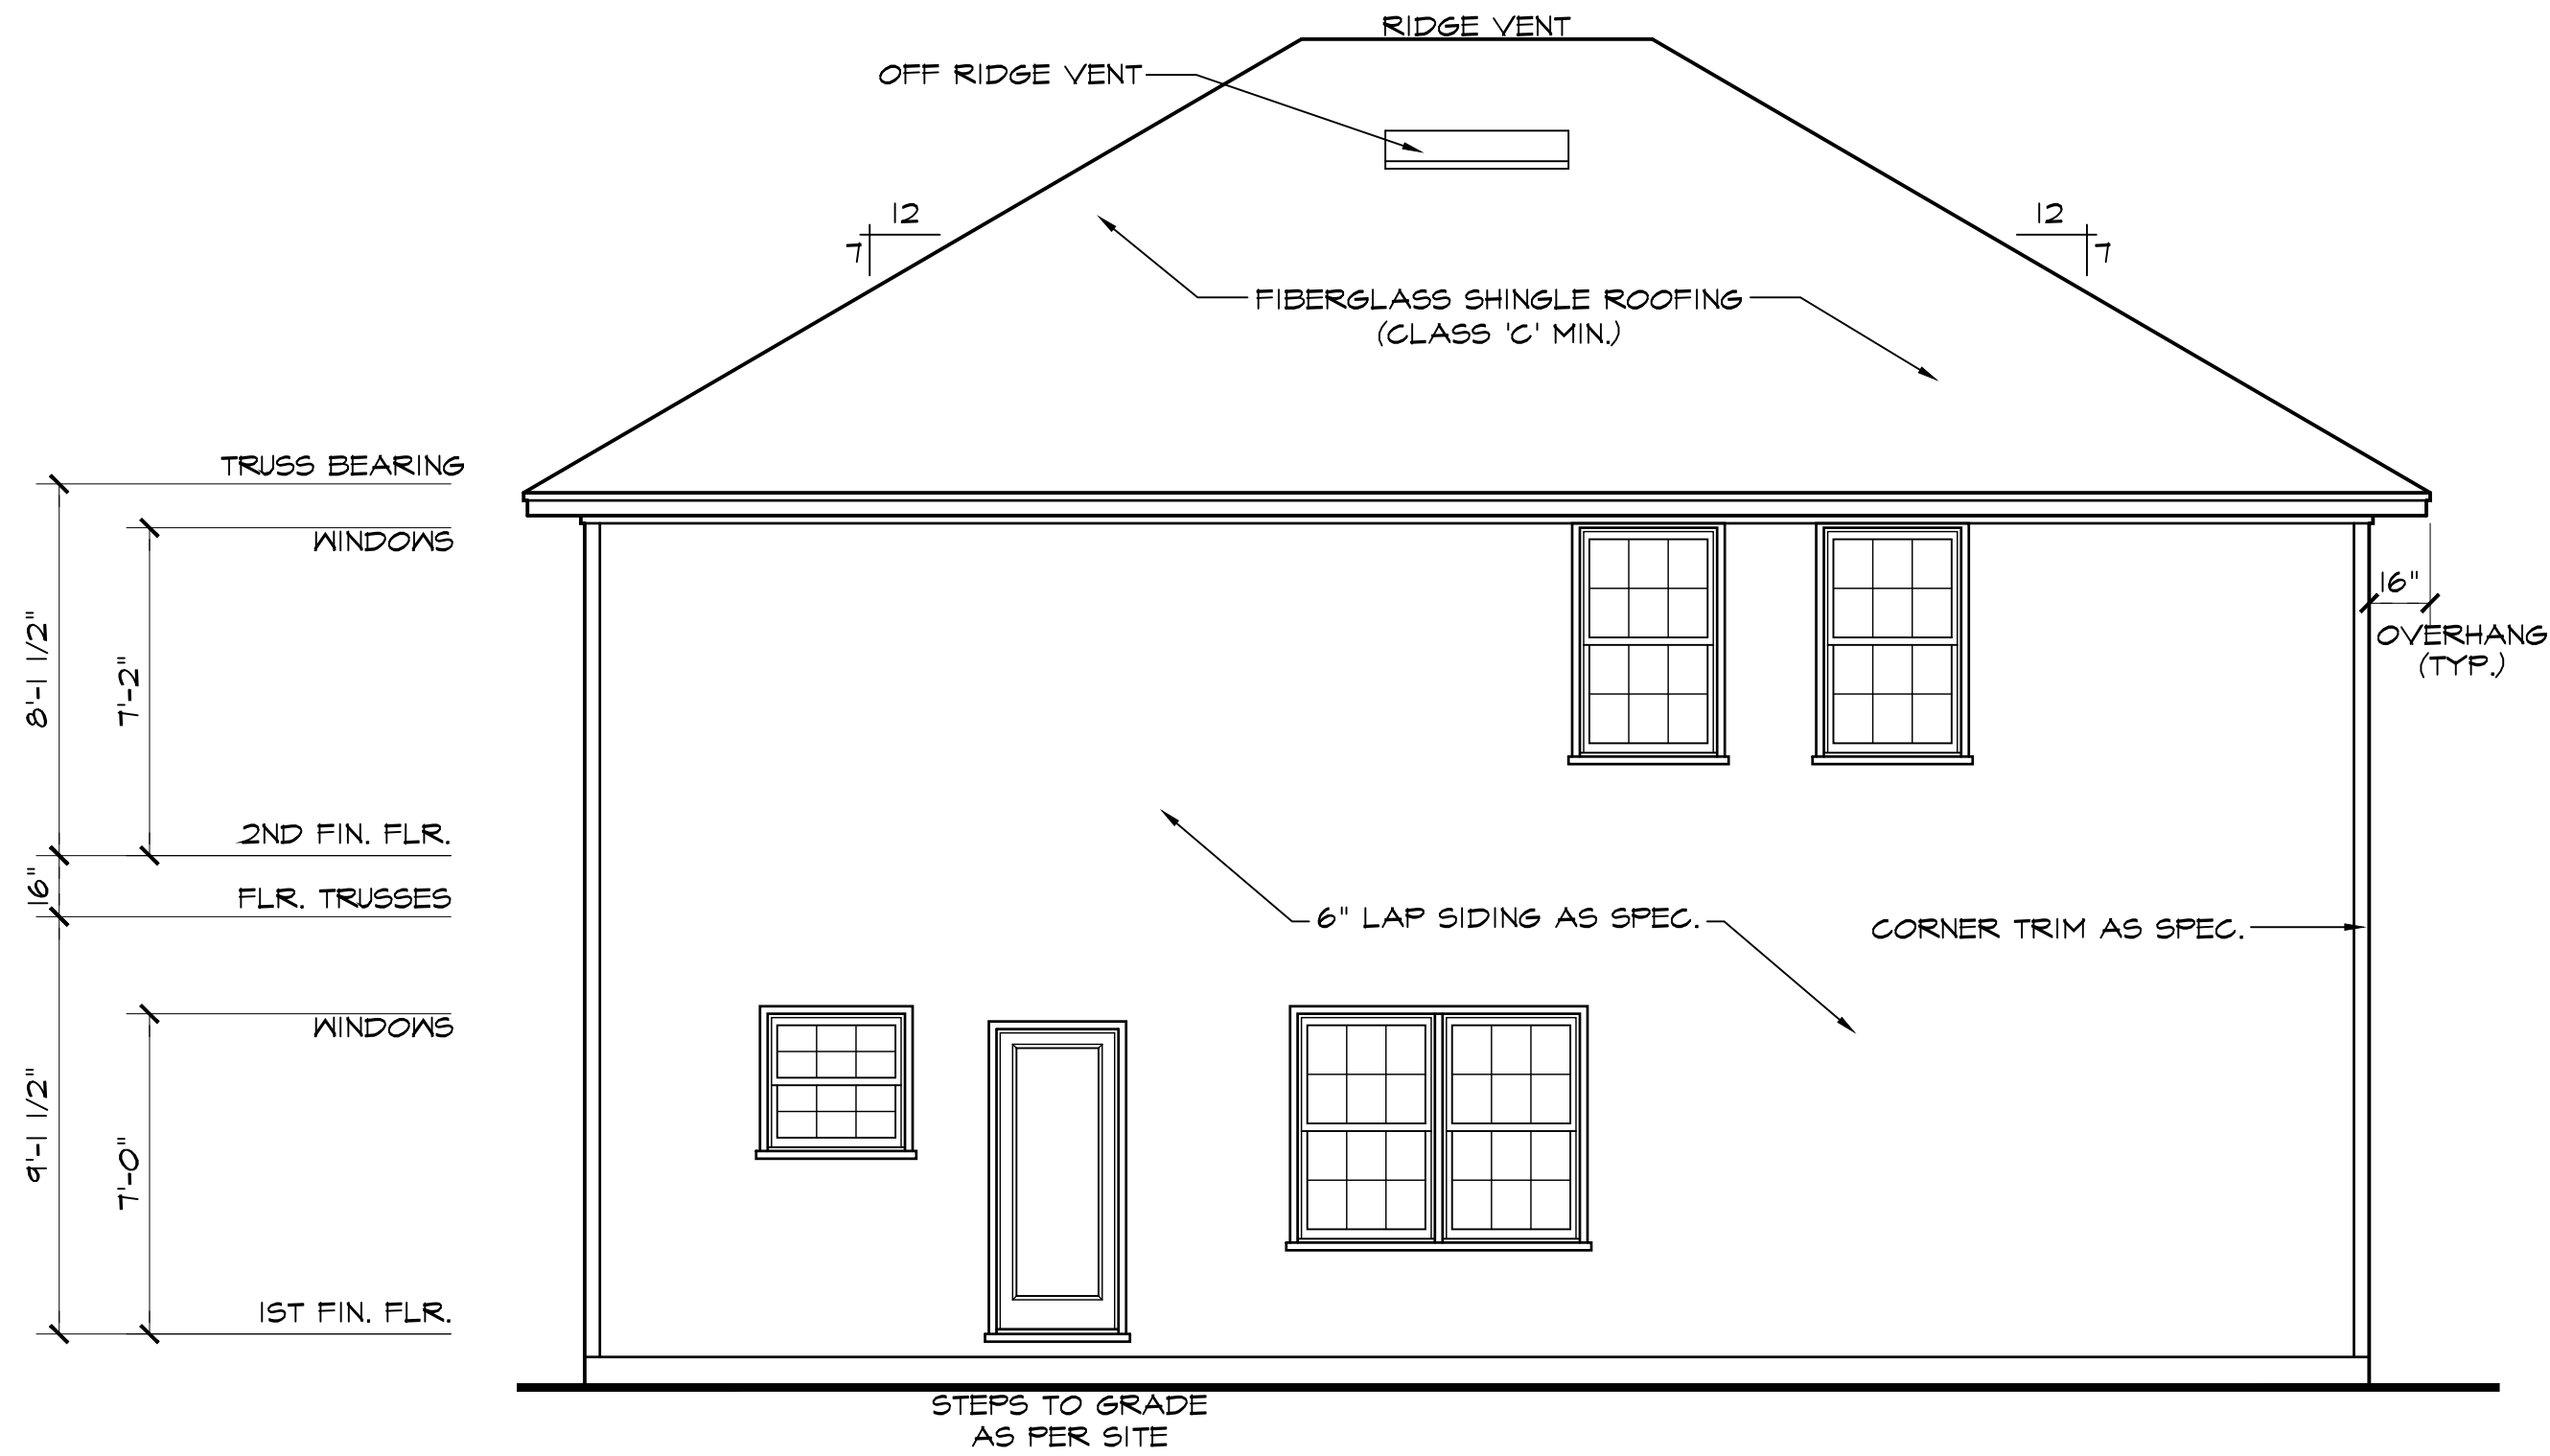 RIDGE VENT
OFF RIDGE VENT
12
7
12
7
FIBERGLASS SHINGLE ROOFING
(CLASS 'C' MIN.)
TRUSS BEARING
WINDOWS
8'-1 1/2"
7'-2"
16"
OVERHANG
(TYP.)
2ND FIN. FLR.
16"
FLR. TRUSSES
6" LAP SIDING AS SPEC.
CORNER TRIM AS SPEC.
WINDOWS
9'-1 1/2"
7'-0"
1ST FIN. FLR.
STEPS TO GRADE
AS PER SITE